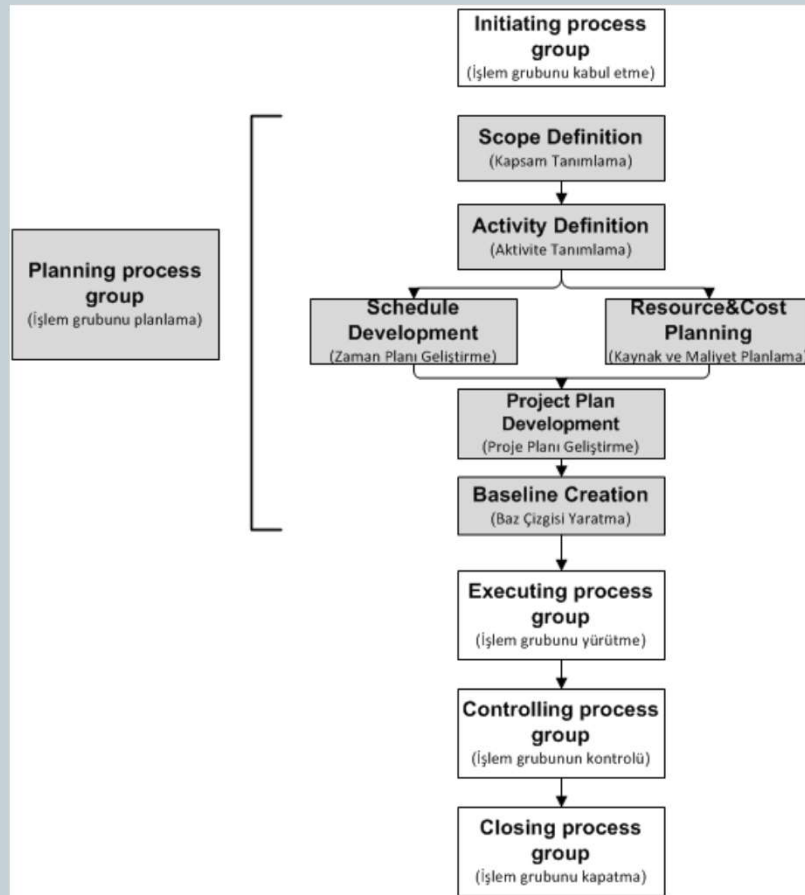 Initiating process
group
(İşlem grubunu kabul etme)
Scope Definition
(Kapsam Tanımlama)
Activity Definition
(Aktivite Tanımlama)
Planning process
group
(İşlem grubunu planlama)
Schedule
Development
(Zaman Planı Geliştirme)
Resource&Cost
Planning
(Kaynak ve Maliyet Planlama)
Project Plan
Development
(Proje Planı Geliştirme)
Baseline Creation
(Baz Çizgisi Yaratma)
Executing process
group
(İşlem grubunu yürütme)
Controlling process
group
(İşlem grubunun kontrolü)
Closing process
group
(İşlem grubunu kapatma)